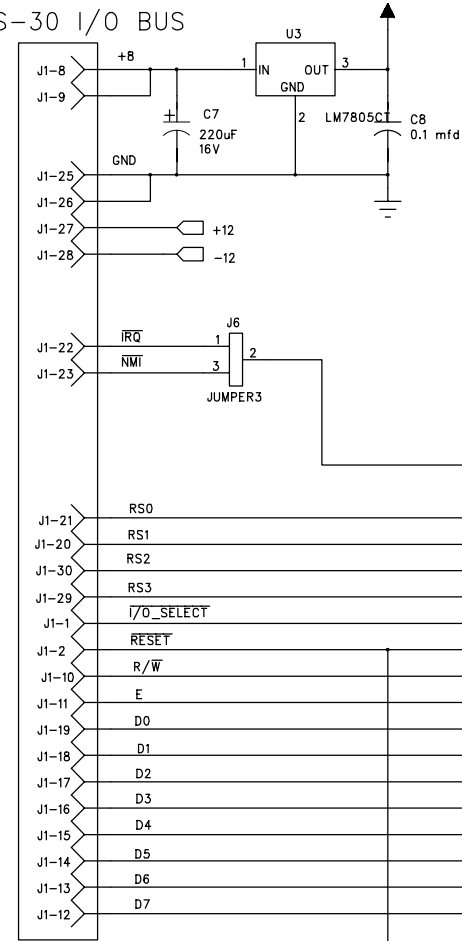 S-30 I/O BUS
U3
J1-8 +8 1 IN OUT 3
J1-9 GND
2 LM7805CT
C7 C8
220uF 0.1 mfd
16V
J1-25 GND
J1-26
J1-27 +12
J1-28 -12
J6
J1-22 IRQ 1 2
J1-23 NMI 3
JUMPER3
J1-21 RS0
J1-20 RS1
J1-30 RS2
J1-29 RS3
J1-1 I/O_SELECT
J1-2 RESET
J1-10 R/W
J1-11 E
J1-19 D0
J1-18 D1
J1-17 D2
J1-16 D3
J1-15 D4
J1-14 D5
J1-13 D6
J1-12 D7